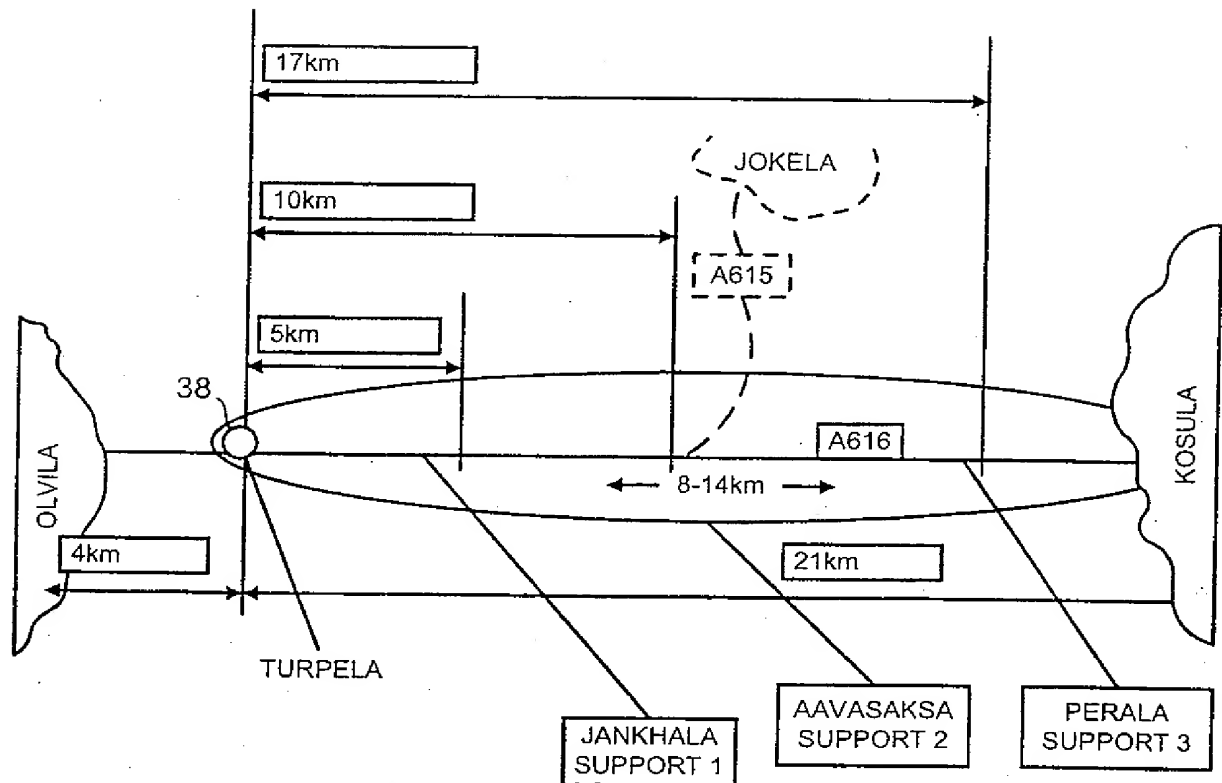 17km
JOKELA
10km
A615
5km
38
A616
OLVILA
8-14km
KOSULA
4km
21km
TURPELA
JANKHALA
SUPPORT 1
AAVASAKSA
SUPPORT 2
PERALA
SUPPORT 3